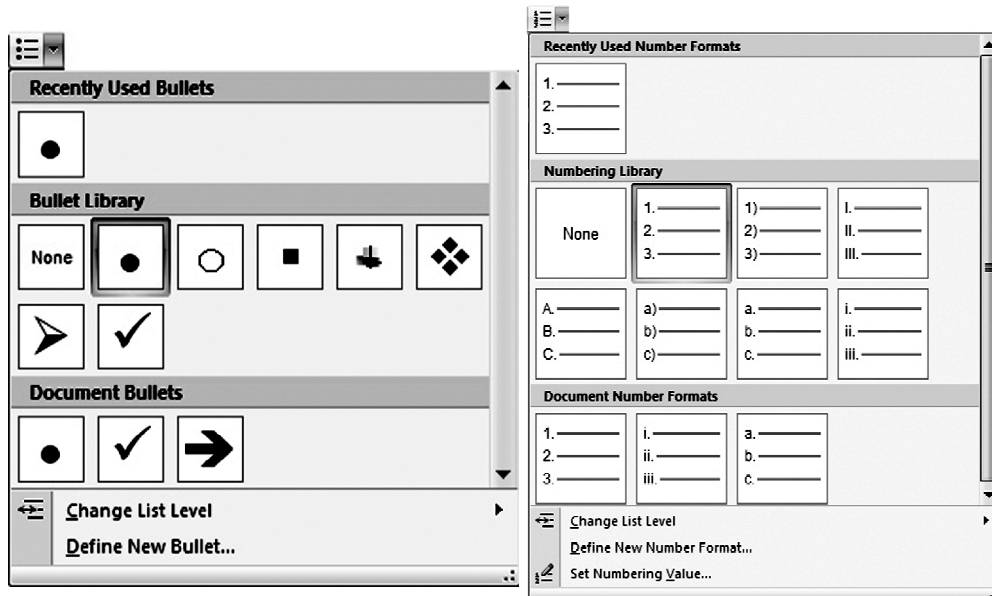 Recently Used Bullets
Bullet Library
None
Document Bullets
Change List Level
Define New Bullet...
Recently Used Number Formats
1.
2.
3.
Numbering Library
None
1.
2.
3.
1)
2)
3)
I.
II.
III.
A.
B.
C.
a)
b)
c)
a.
b.
c.
i.
ii.
iii.
Document Number Formats
1.
2.
3.
i.
ii.
iii.
a.
b.
c.
Change List Level
Define New Number Format...
Set Numbering Value...